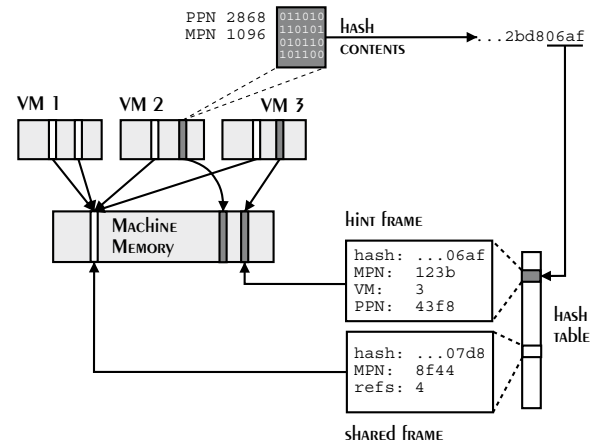 PPN 2868
MPN 1096
011010
110101
010110
101100
HASH
CONTENTS
...2bd806af
VM 1
VM 2
VM 3
MACHINE
MEMORY
HINT FRAME
hash: ...06af
MPN: 123b
VM: 3
PPN: 43f8
HASH
TABLE
hash: ...07d8
MPN: 8f44
refs: 4
SHARED FRAME